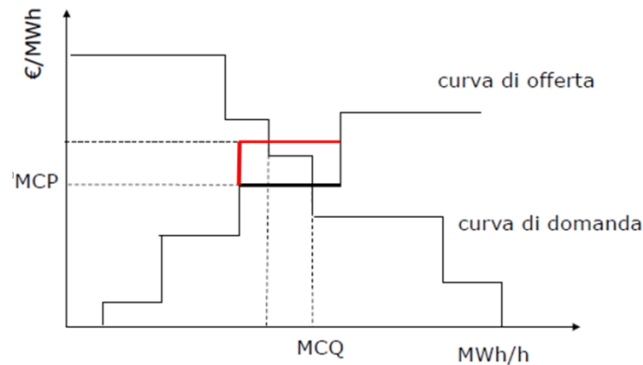 €/MWh
curva di offerta
MCP
curva di domanda
MCQ
MWh/h